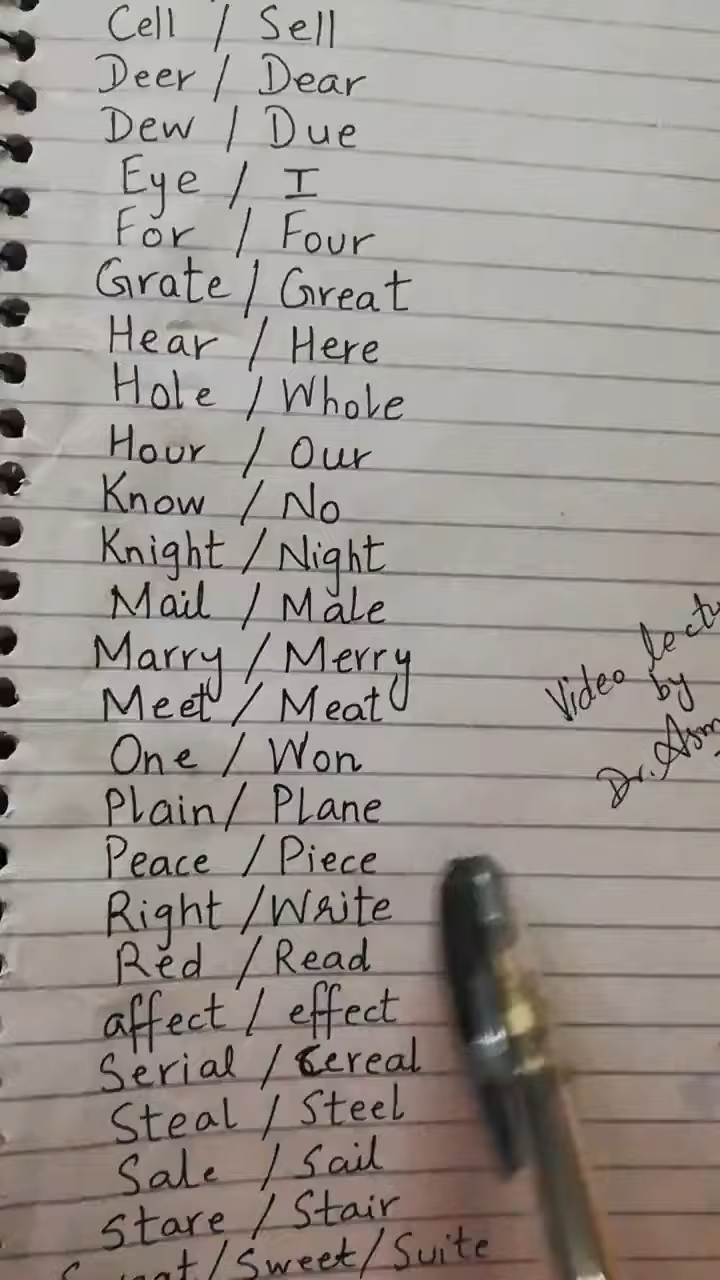 Cell / Sell
Deer / Dear
Dew / Due
Eye / I
For / Four
Grate / Great
Hear / Here
Hole / Whole
Hour / Our
Know / No
Knight / Night
Mail / Male
Marry / Merry
Meet / Meat
One / Won
Plain / Plane
Peace / Piece
Right / Write
Red / Read
affect / effect
Serial / Cereal
Steal / Steel
Sale / Sail
Stare / Stair
/ Sweet / Suite
Video
by
Dr.